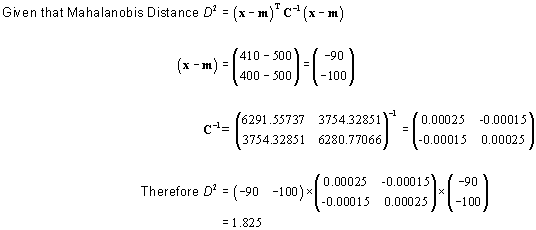 Given that Mahalanobis Distance D² = (x − m)ᵀ C⁻¹ (x − m)
(x − m) = (410 − 500 400 − 500) = (−90 −100)
C⁻¹ = (6291.55737 3754.32851 3754.32851 6280.77066)⁻¹ = (0.00025 -0.00015 -0.00015 0.00025)
Therefore D² = (−90 −100) × (0.00025 -0.00015 -0.00015 0.00025) × (−90 −100)
= 1.825